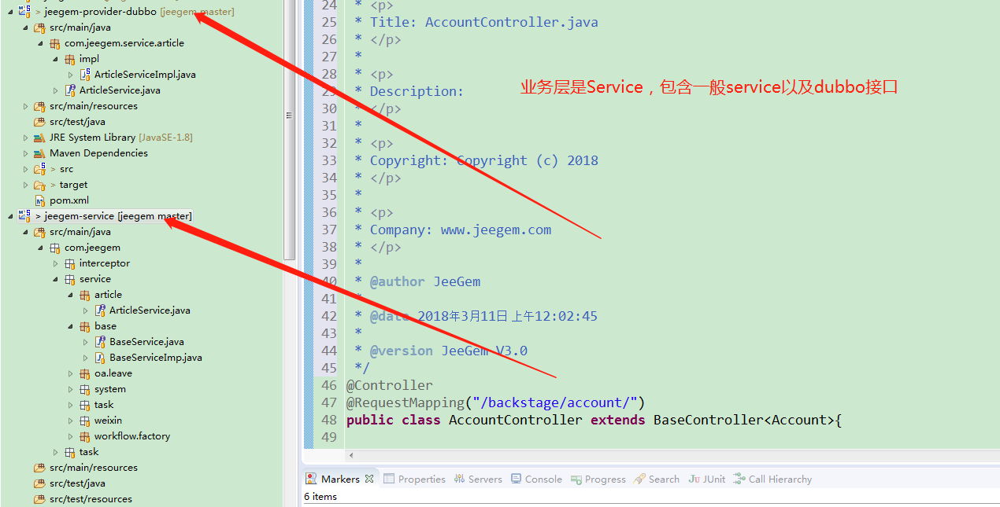 > jeegem-provider-dubbo [jeegem master]
src/main/java
com.jeegem.service.article
impl
ArticleServiceImpl.java
ArticleService.java
src/main/resources
src/test/java
JRE System Library [JavaSE-1.8]
Maven Dependencies
> src
> target
pom.xml
> jeegem-service [jeegem master]
src/main/java
com.jeegem
interceptor
service
article
ArticleService.java
base
BaseService.java
BaseServiceImp.java
oa.leave
system
task
weixin
workflow.factory
task
src/main/resources
src/test/java
src/test/resources
24 * <p>
25 * Title: AccountController.java
26 * </p>
27 *
28 * <p>
29 * Description:
30 * </p>
31 *
32 * <p>
33 * Copyright: Copyright (c) 2018
34 * </p>
35 *
36 * <p>
37 * Company: www.jeegem.com
38 * </p>
39 *
40 * @author JeeGem
41 *
42 * @date 2018年3月11日 上午12:02:45
43 *
44 * @version JeeGem V3.0
45 */
46 @Controller
47 @RequestMapping("/backstage/account/")
48 public class AccountController extends BaseController<Account>{
49
业务层是Service，包含一般service以及dubbo接口
Markers Properties Servers Console Progress Search JUnit Call Hierarchy
6 items